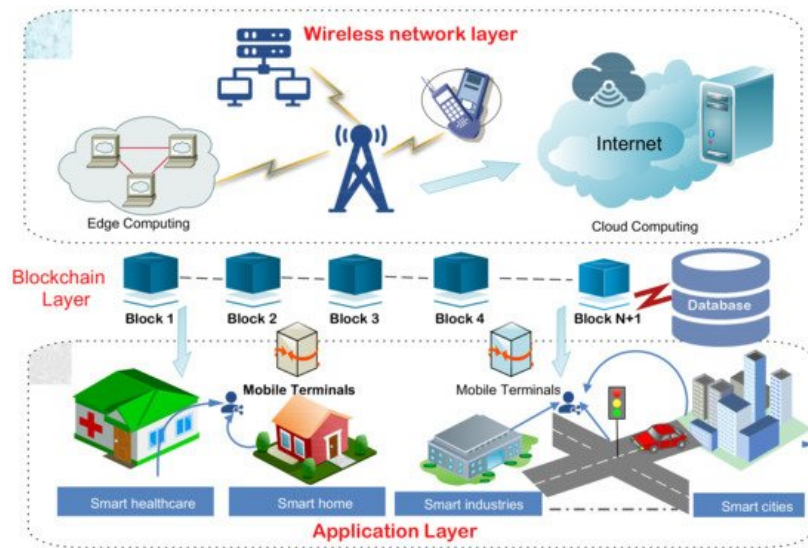 Wireless network layer
Internet
Edge Computing
Cloud Computing
Blockchain
Layer
Block 1
Block 2
Block 3
Block 4
Block N+1
Database
Mobile Terminals
Mobile Terminals
Smart healthcare
Smart home
Smart industries
Smart cities
Application Layer